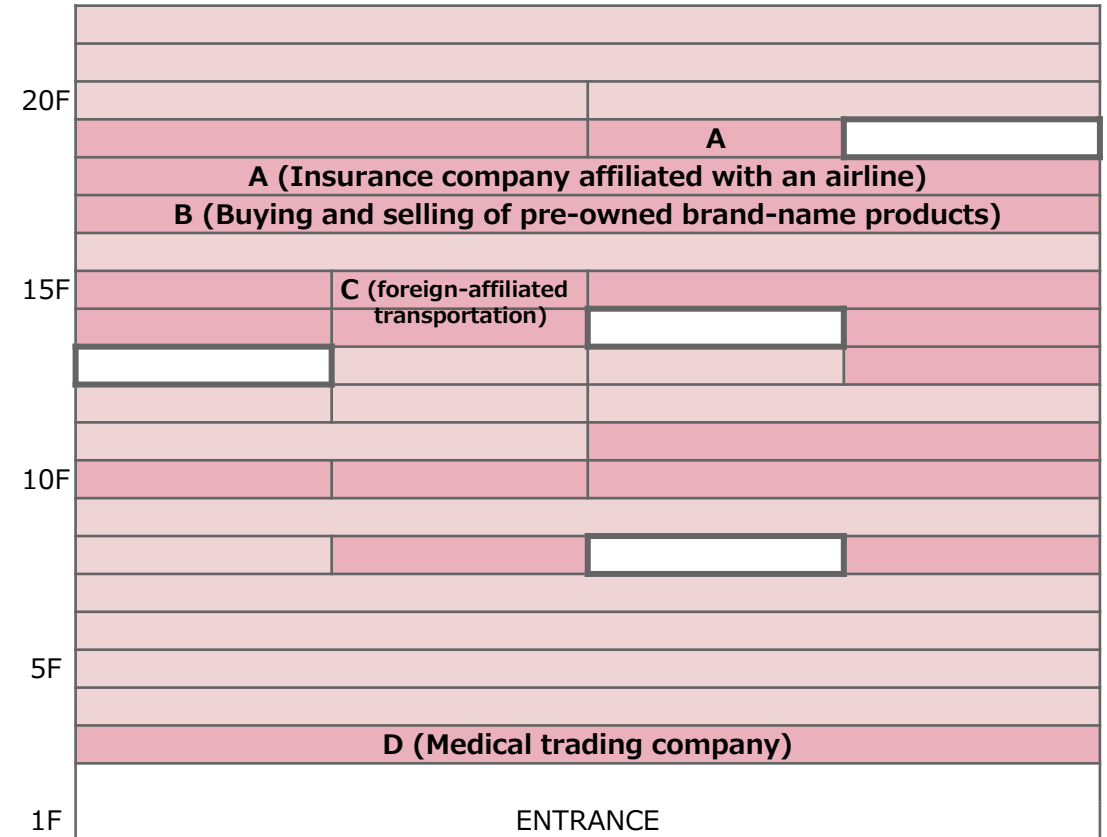 20F
A
A (Insurance company affiliated with an airline)
B (Buying and selling of pre-owned brand-name products)
15F
C (foreign-affiliated
transportation)
10F
5F
D (Medical trading company)
1F
ENTRANCE